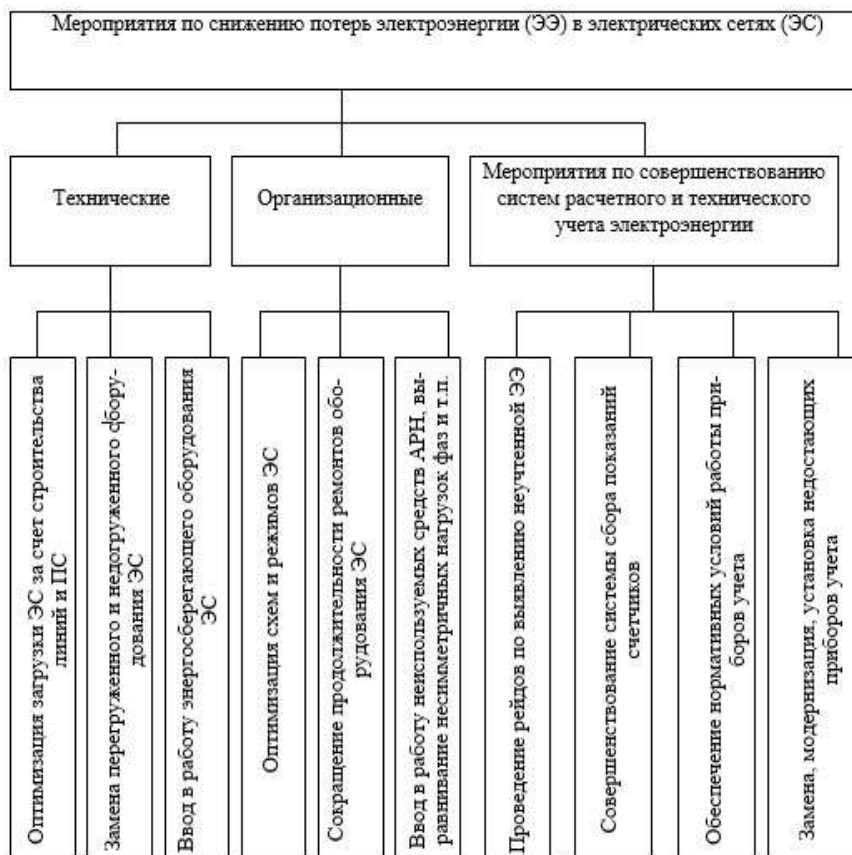 Мероприятия по снижению потерь электроэнергии (ЭЭ) в электрических сетях (ЭС)
Технические
Организационные
Мероприятия по совершенствованию
систем расчетного и технического
учета электроэнергии
Оптимизация загрузки ЭС за счет строительства
линий и ПС
Замена перегруженного и недогруженного обору-
дования ЭС
Ввод в работу энергосберегающего оборудования
ЭС
Оптимизация схем и режимов ЭС
Сокращение продолжительности ремонтов обо-
рудования ЭС
Ввод в работу неиспользуемых средств АРН, вы-
равнивание несимметричных нагрузок фаз и т.п.
Проведение рейдов по выявлению неучтенной ЭЭ
Совершенствование системы сбора показаний
счетчиков
Обеспечение нормативных условий работы при-
боров учета
Замена, модернизация, установка недостающих
приборов учета